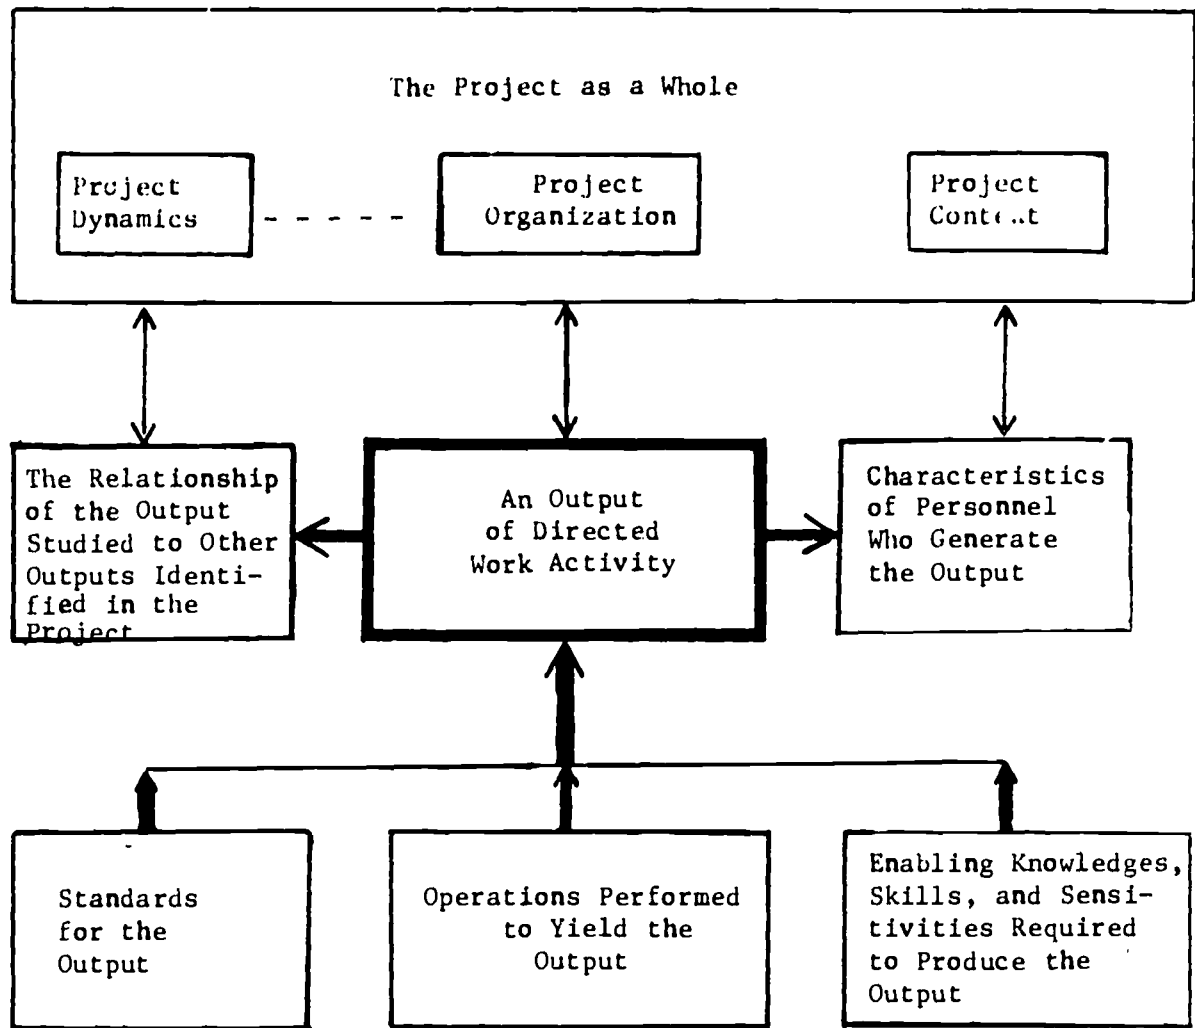 The Project as a Whole
Project
Dynamics
Project
Organization
Project
The Relationship
of the Output
Studied to Other
Outputs Identi-
fied in the
Project
An Output
of Directed
Work Activity
Characteristics
of Personnel
Who Generate
the Output
Standards
for the
Output
Operations Performed
to Yield the
Output
Enabling Knowledges,
Skills, and Sensi-
tivities Required
to Produce the
Output